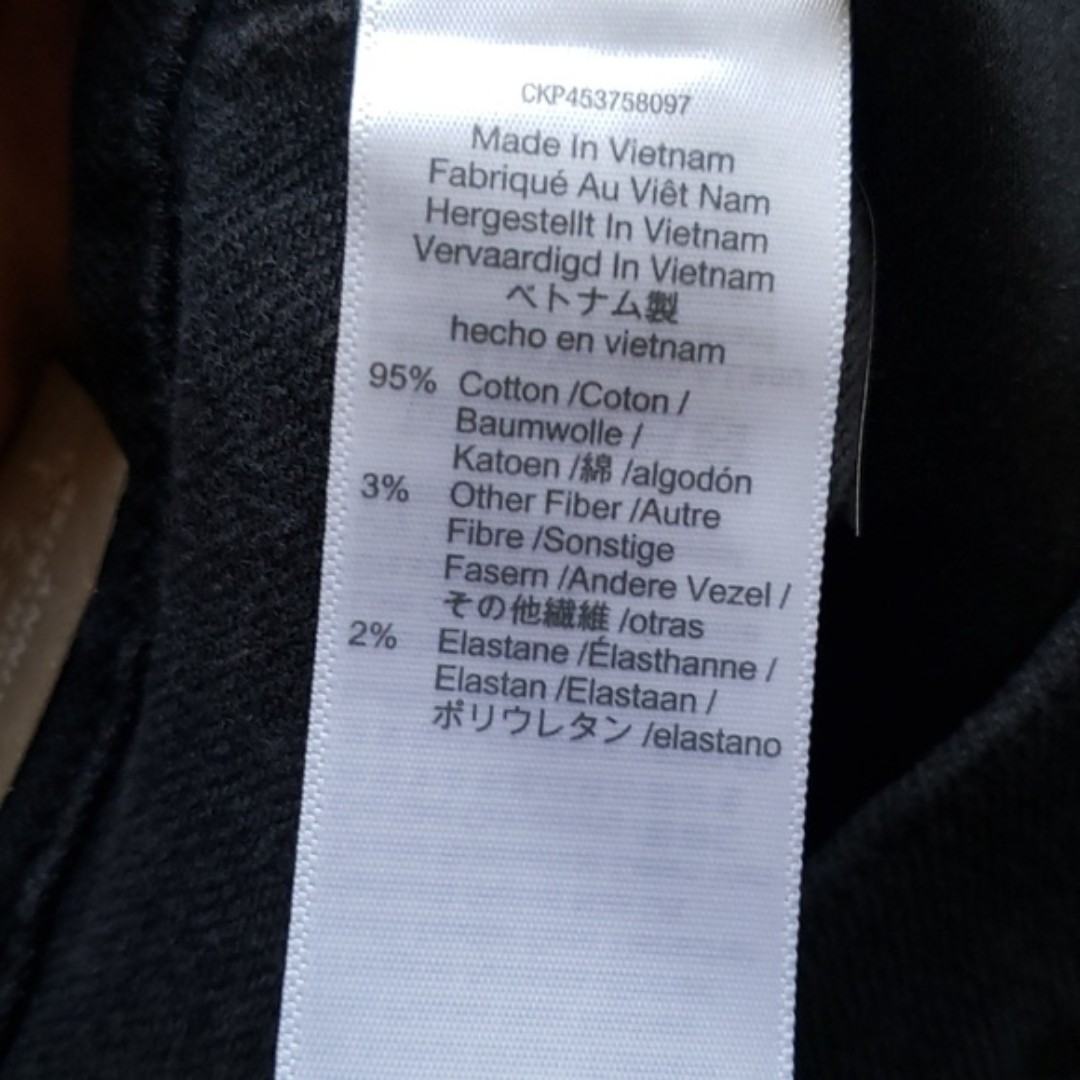 CKP453758097
Made In Vietnam
Fabriqué Au Viêt Nam
Hergestellt In Vietnam
Vervaardigd In Vietnam
ベトナム製
hecho en vietnam
95% Cotton /Coton /
Baumwolle /
Katoen /綿 /algodón
3% Other Fiber /Autre
Fibre /Sonstige
Fasern /Andere Vezel /
その他繊維 /otras
2% Elastane /Élasthanne /
Elastan /Elastaan /
ポリウレタン /elastano